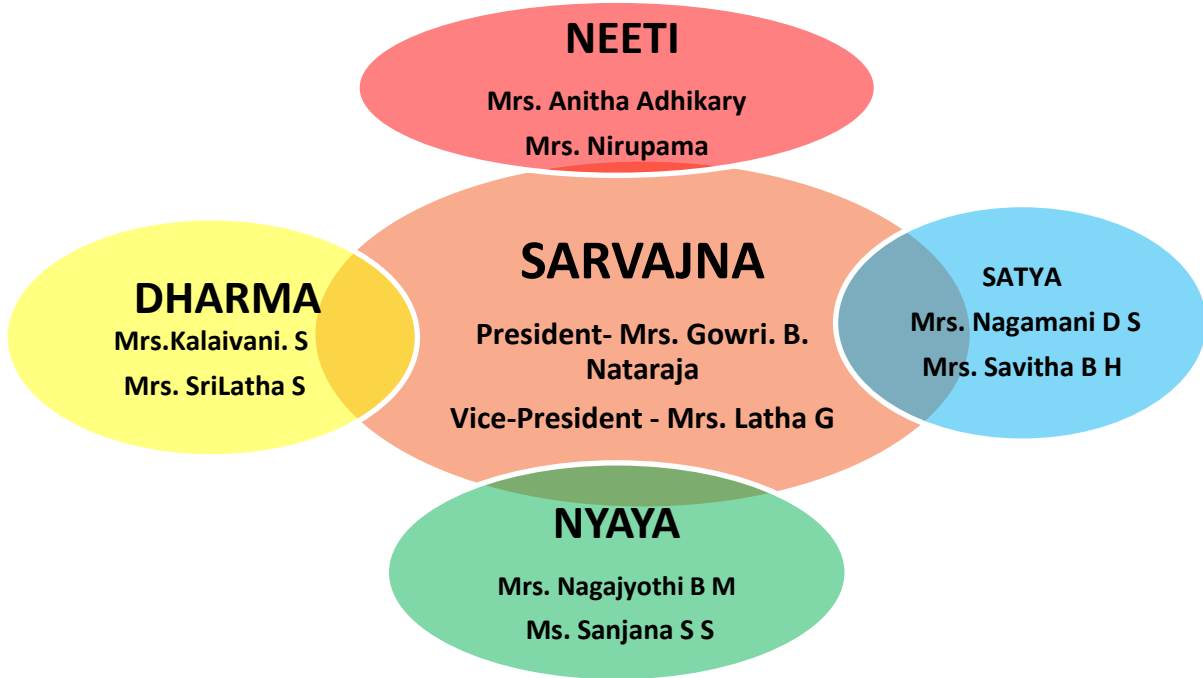 NEETI
Mrs. Anitha Adhikary
Mrs. Nirupama
DHARMA
Mrs.Kalaivani. S
Mrs. SriLatha S
SARVAJNA
President- Mrs. Gowri. B.
Nataraja
Vice-President - Mrs. Latha G
SATYA
Mrs. Nagamani D S
Mrs. Savitha B H
NYAYA
Mrs. Nagajyothi B M
Ms. Sanjana S S